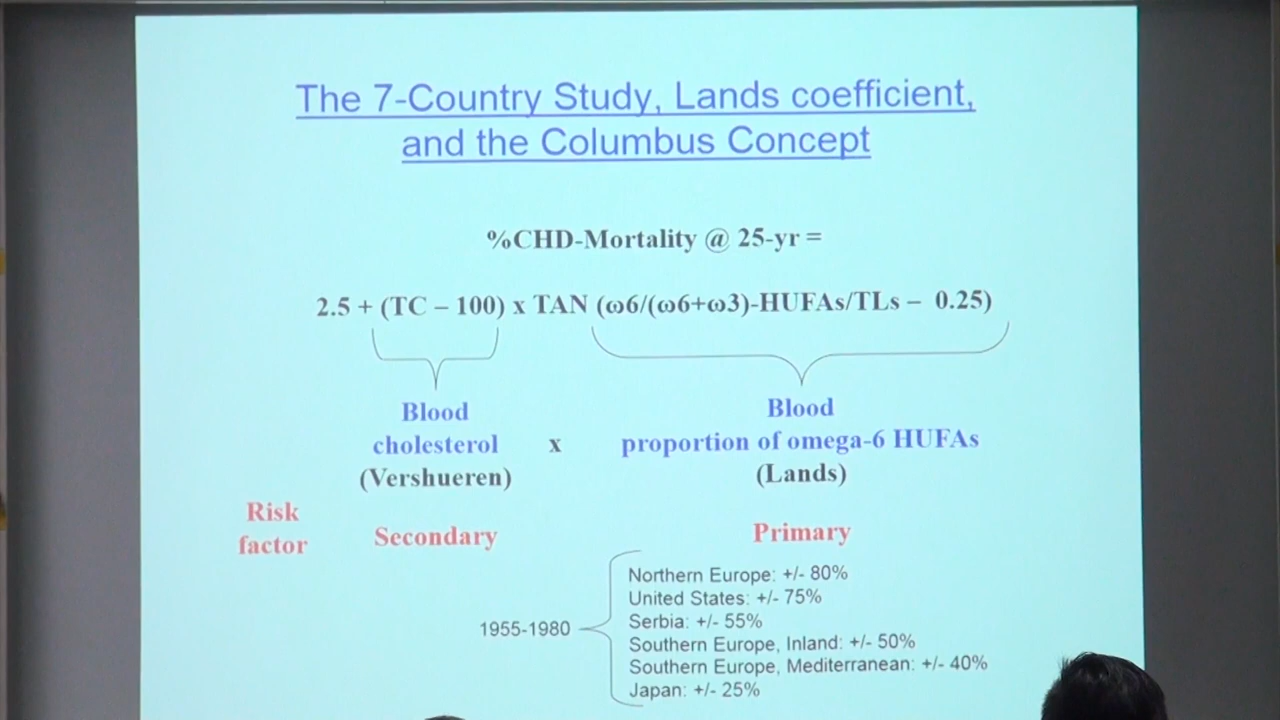 The 7-Country Study, Lands coefficient,
and the Columbus Concept
%CHD-Mortality @ 25-yr =
2.5 + (TC – 100) x TAN (ω6/(ω6+ω3)-HUFAs/TLs – 0.25)
Blood
cholesterol
(Vershueren)
x
Blood
proportion of omega-6 HUFAs
(Lands)
Risk
factor
Secondary
Primary
1955-1980
Northern Europe: +/- 80%
United States: +/- 75%
Serbia: +/- 55%
Southern Europe, Inland: +/- 50%
Southern Europe, Mediterranean: +/- 40%
Japan: +/- 25%